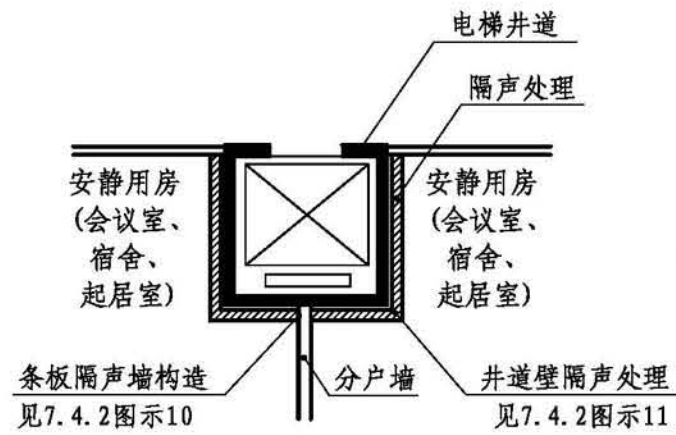 电梯井道
隔声处理
安静用房
(会议室、
宿舍、
起居室)
安静用房
(会议室、
宿舍、
起居室)
条板隔声墙构造
见7.4.2图示10
分户墙
井道壁隔声处理
见7.4.2图示11